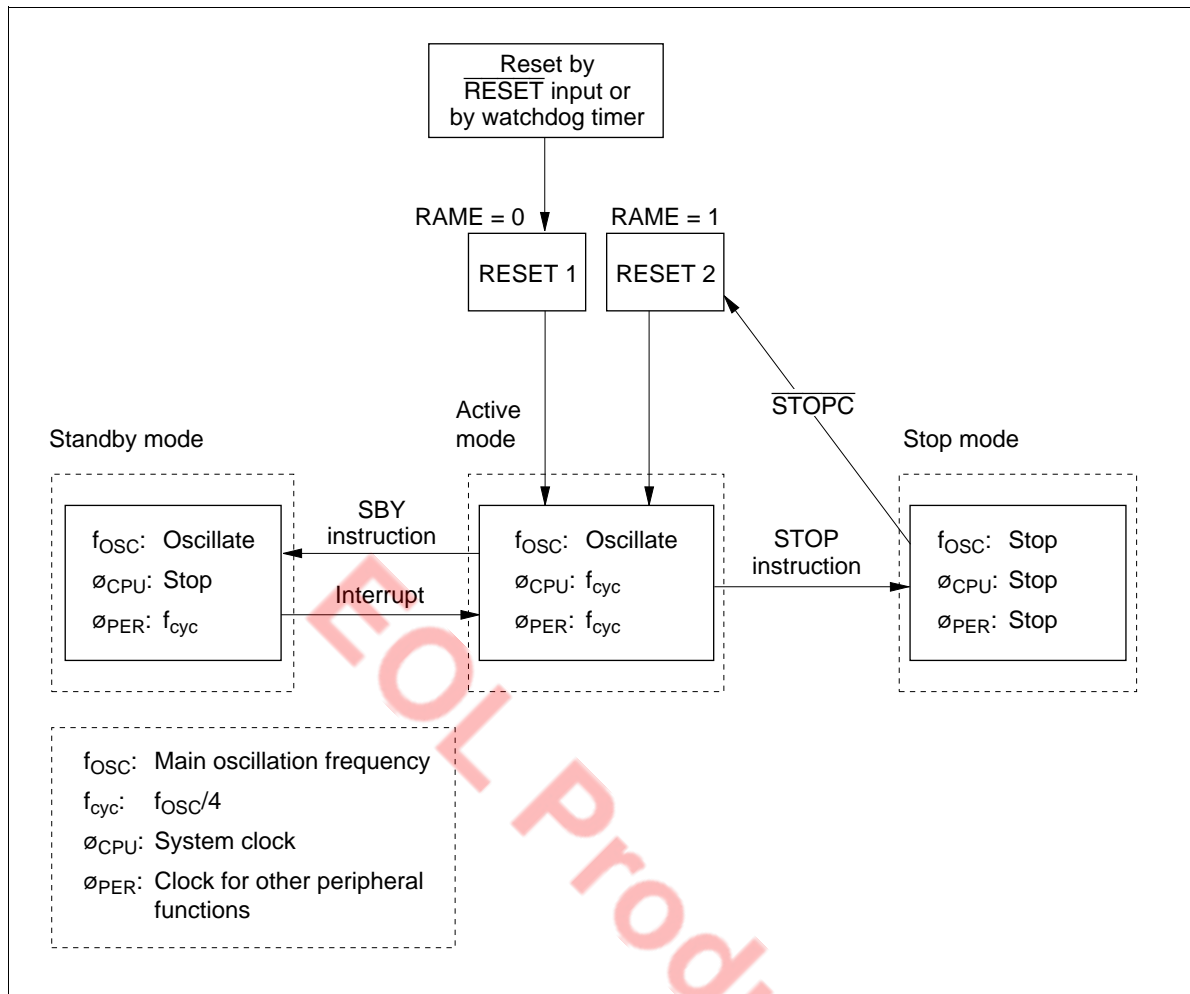 Reset by
RESET input or
by watchdog timer
RAME = 0
RAME = 1
RESET 1
RESET 2
STOPC
Standby mode
Active
mode
Stop mode
fOSC: Oscillate
øCPU: Stop
øPER: fcyc
SBY
instruction
Interrupt
fOSC: Oscillate
øCPU: fcyc
øPER: fcyc
STOP
instruction
fOSC: Stop
øCPU: Stop
øPER: Stop
fOSC: Main oscillation frequency
fcyc: fOSC/4
øCPU: System clock
øPER: Clock for other peripheral
functions
EOL Prod